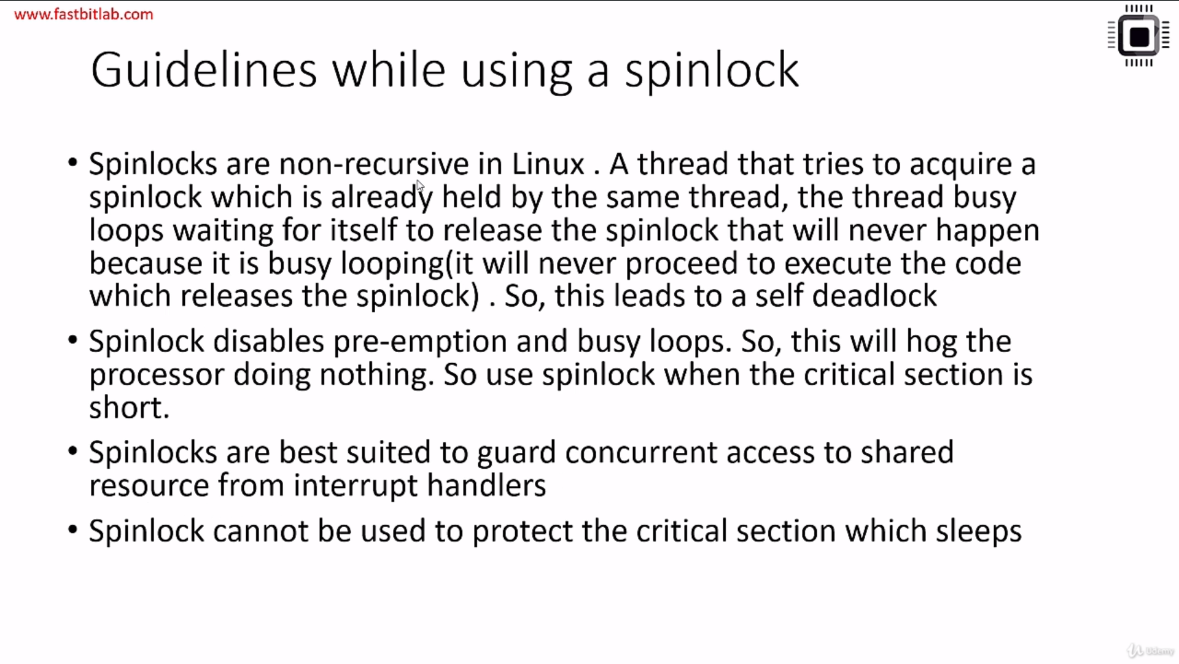 www.fastbitlab.com
Guidelines while using a spinlock
• Spinlocks are non-recursive in Linux . A thread that tries to acquire a
spinlock which is already held by the same thread, the thread busy
loops waiting for itself to release the spinlock that will never happen
because it is busy looping(it will never proceed to execute the code
which releases the spinlock) . So, this leads to a self deadlock
• Spinlock disables pre-emption and busy loops. So, this will hog the
processor doing nothing. So use spinlock when the critical section is
short.
• Spinlocks are best suited to guard concurrent access to shared
resource from interrupt handlers
• Spinlock cannot be used to protect the critical section which sleeps
Udemy